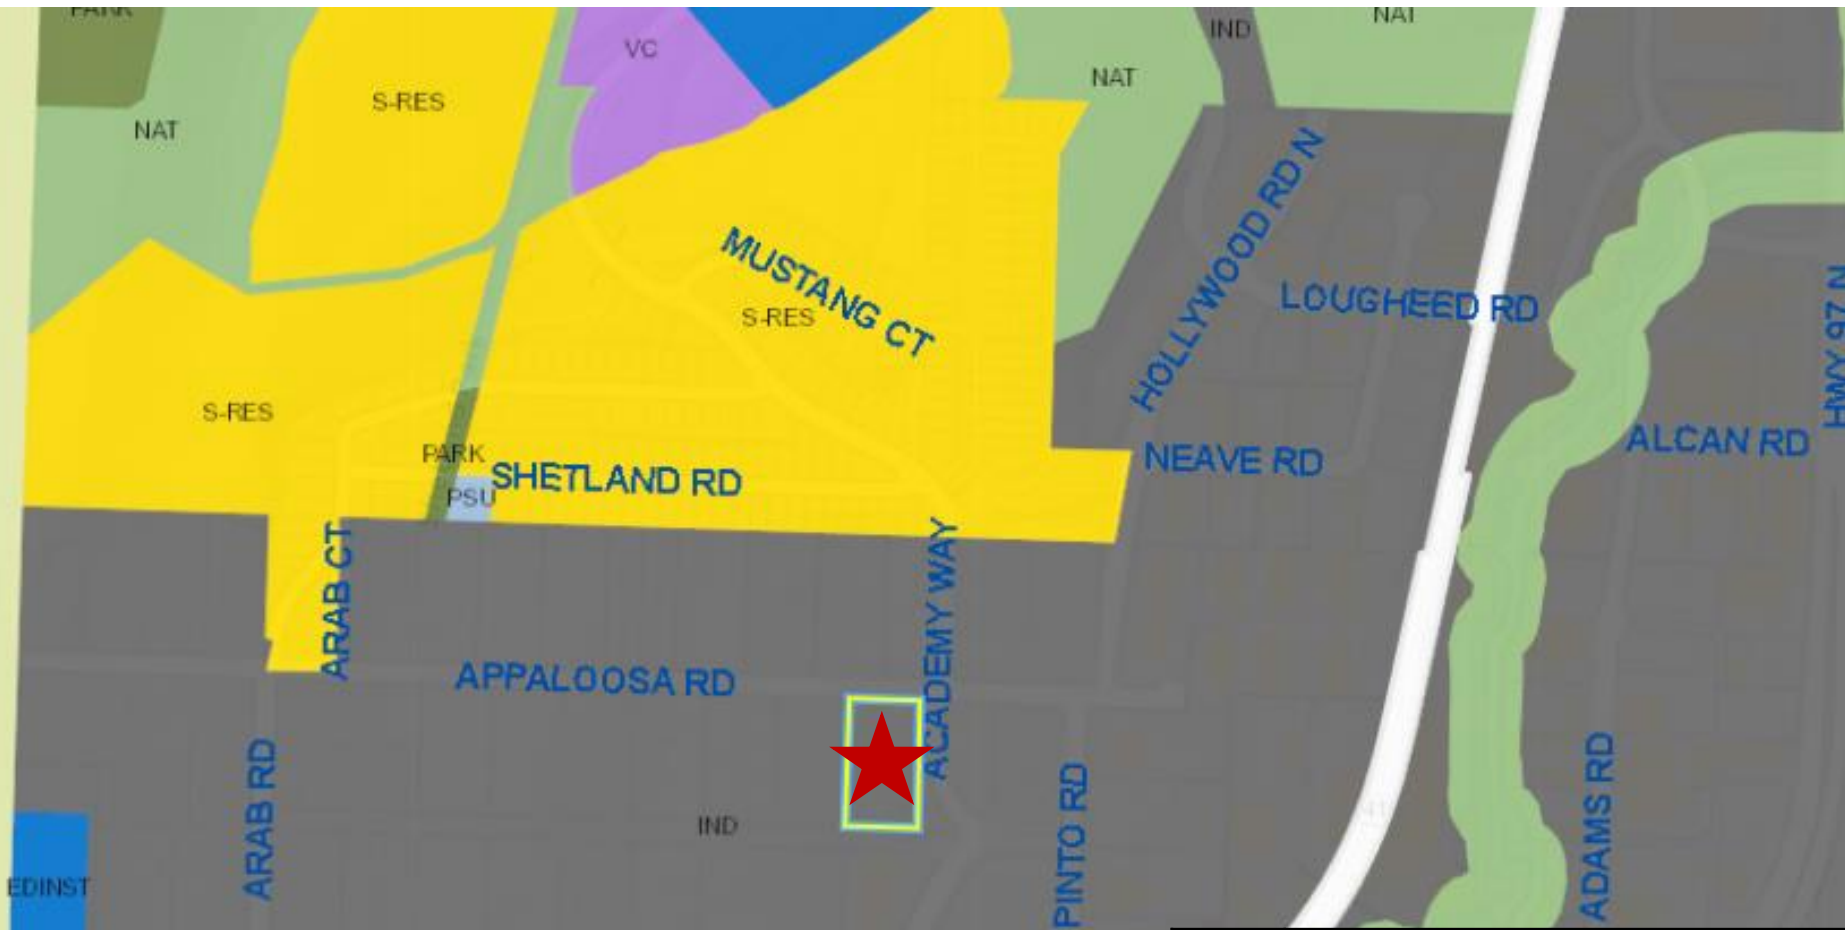 PARK
NAT
IND
VC
NAT
S-RES
NAT
HOLLYWOOD RD N
MUSTANG CT
S-RES
LOUGHEED RD
HWY 97 N
S-RES
PARK
SHETLAND RD
PSU
NEAVE RD
ALCAN RD
ARAB CT
ACADEMY WAY
APPALOOSA RD
ARAB RD
IND
PINTO RD
ADAMS RD
EDINST